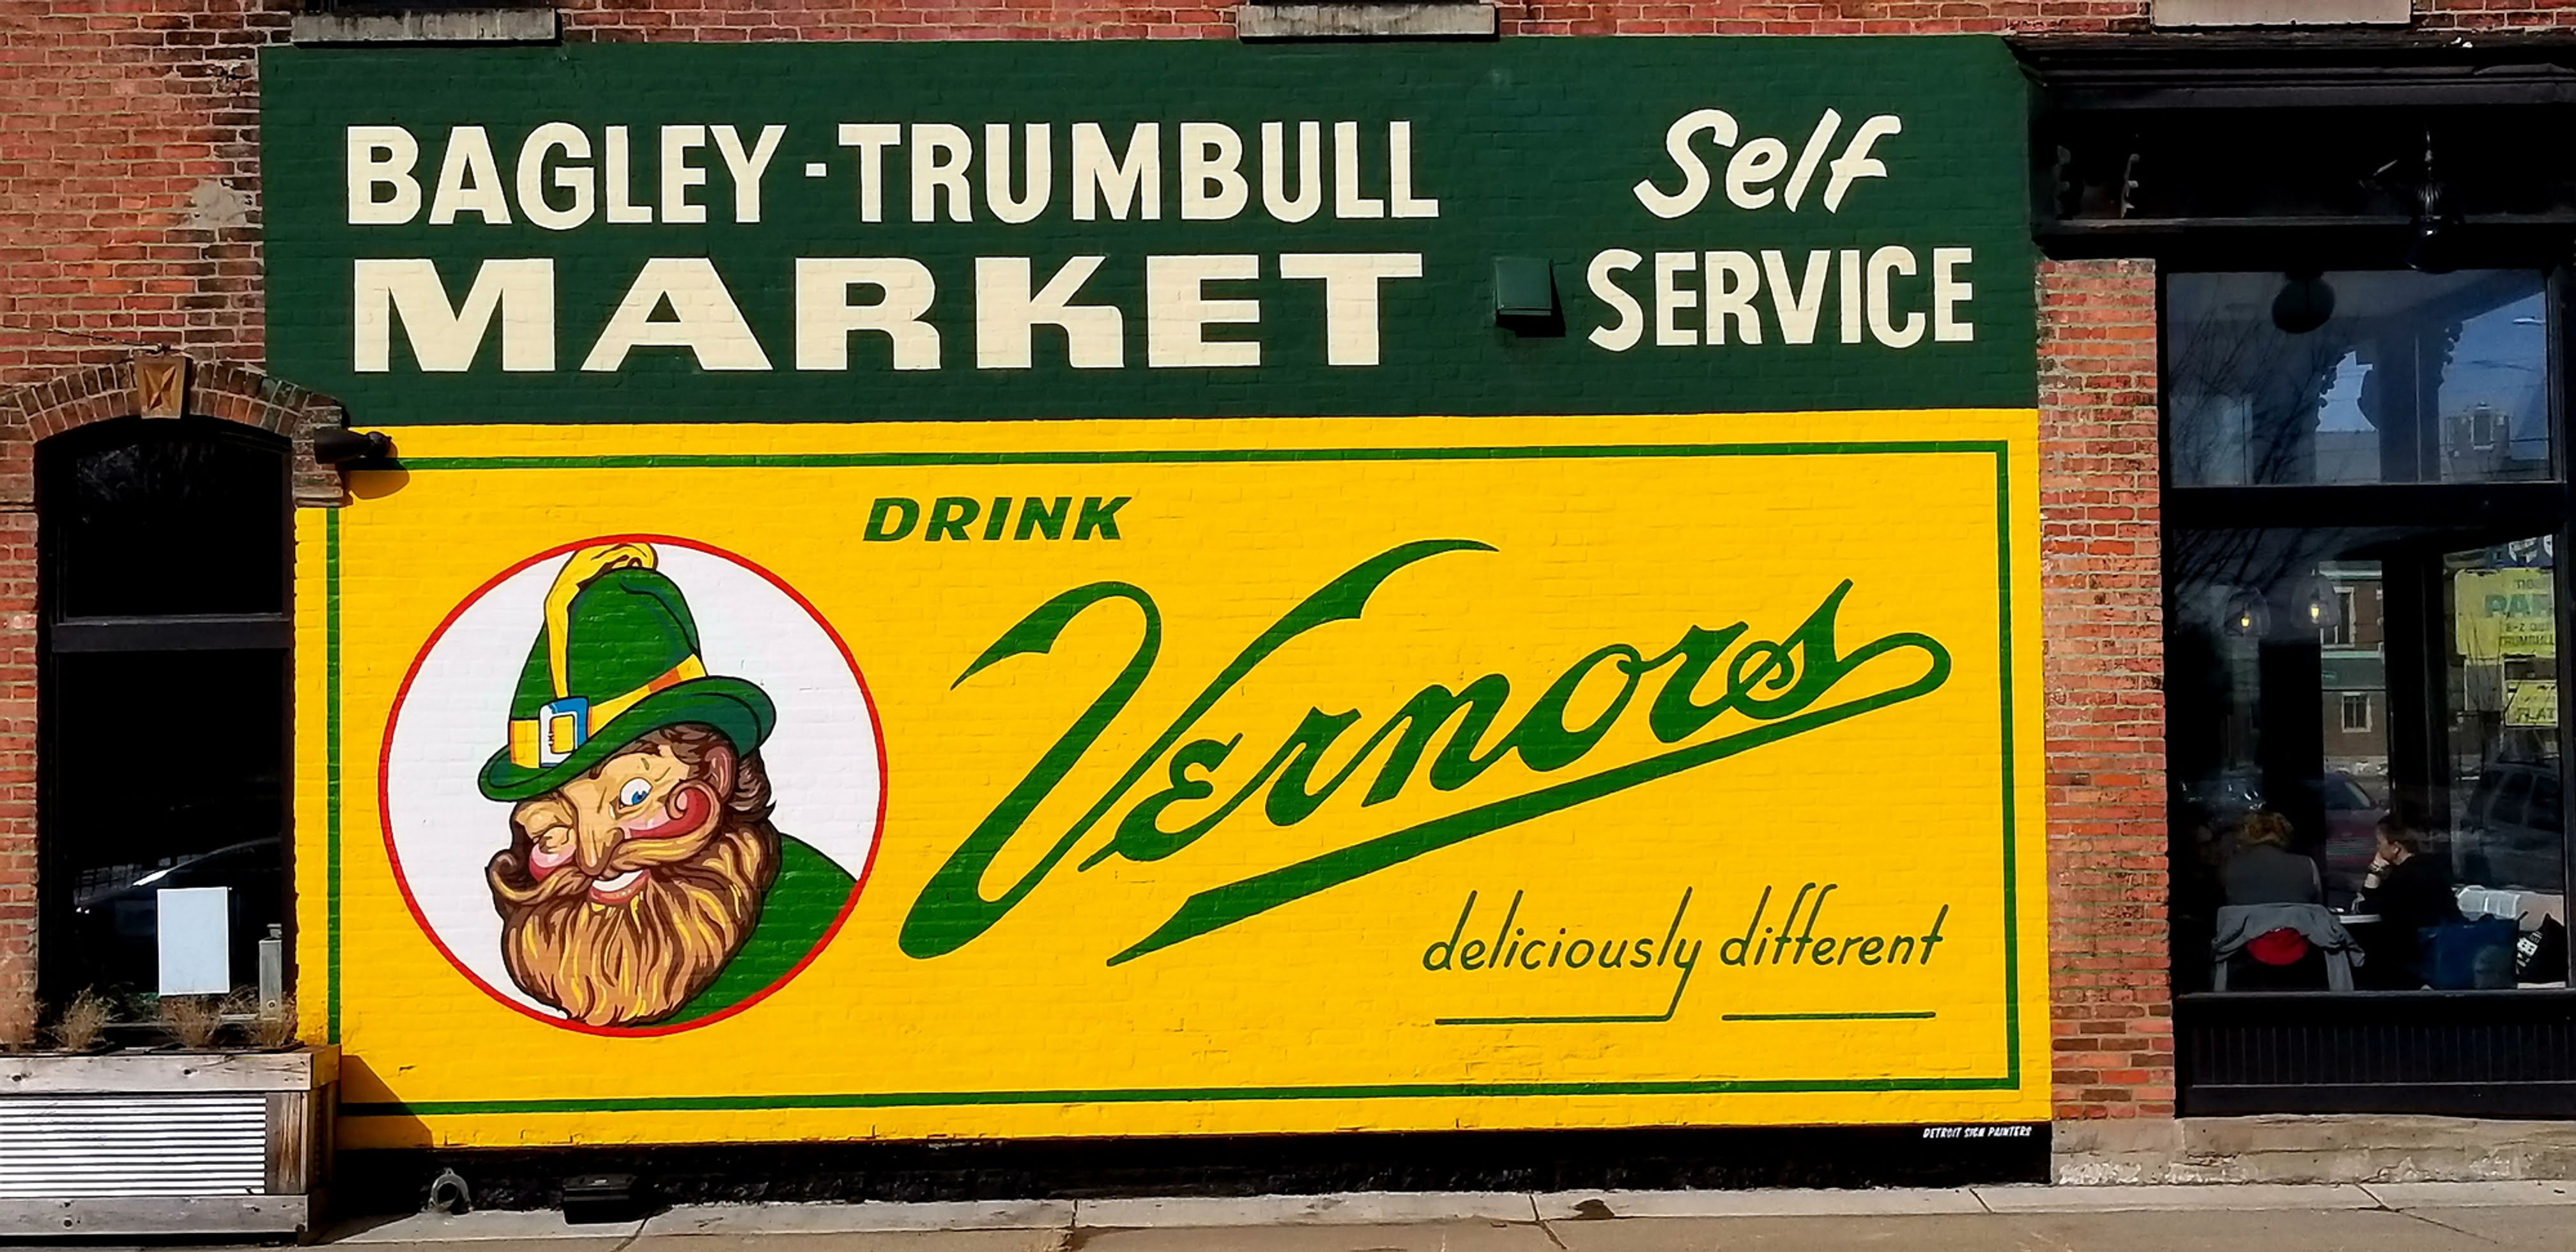 BAGLEY-TRUMBULL
MARKET
Self
SERVICE
DRINK
Vernors
deliciously different
DETROIT SIGN PAINTERS